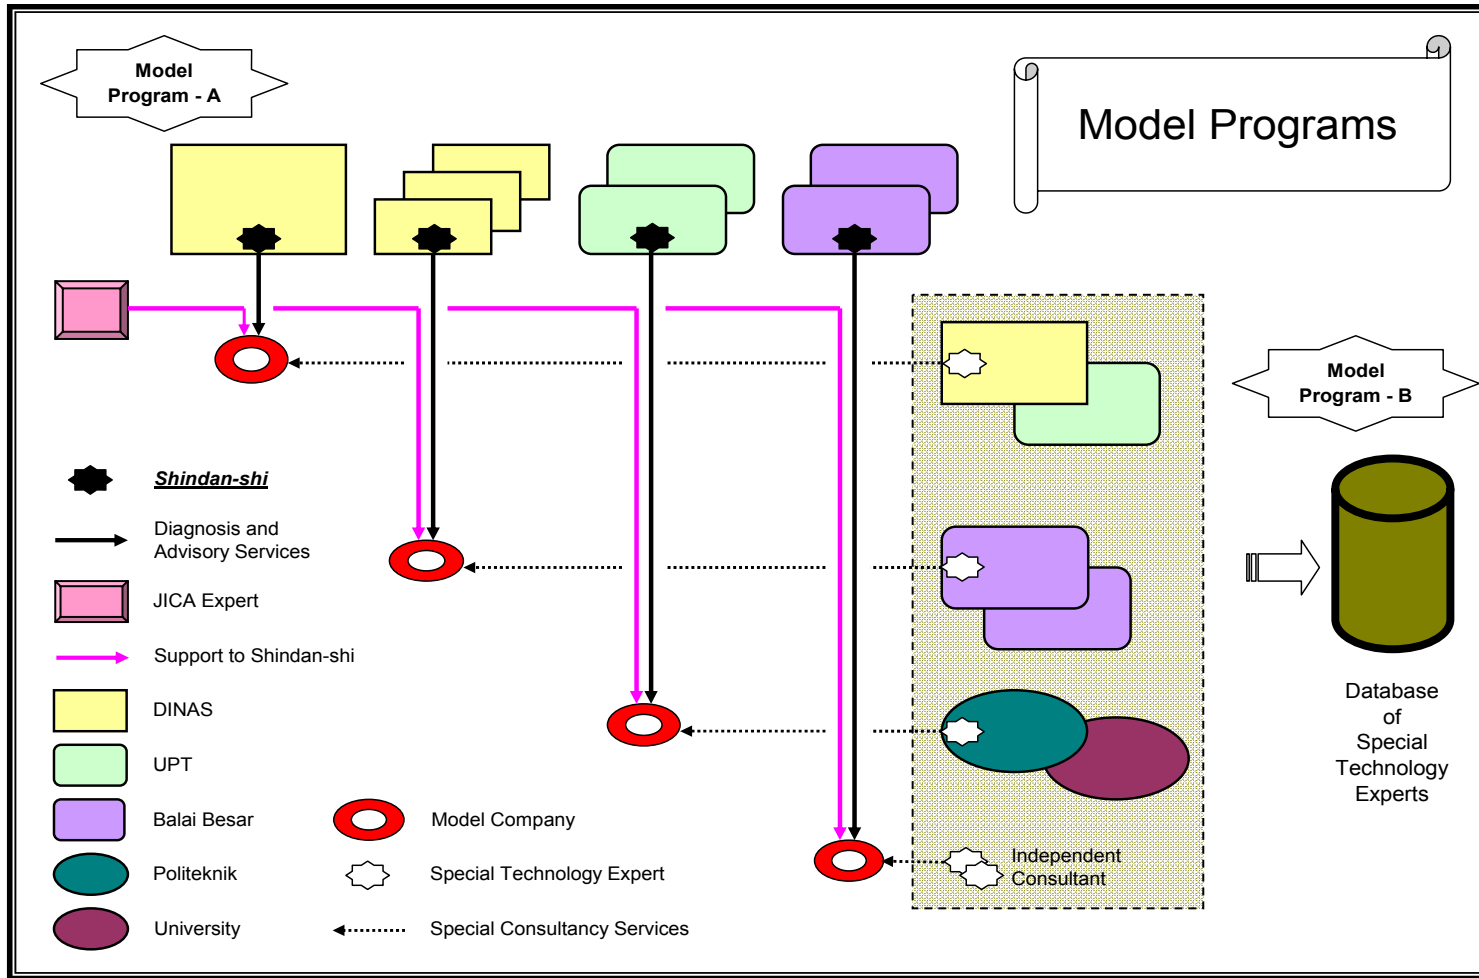 Model
Program - A
Model Programs
Model
Program - B
Shindan-shi
Diagnosis and
Advisory Services
JICA Expert
Support to Shindan-shi
DINAS
UPT
Balai Besar
Politeknik
University
Model Company
Special Technology Expert
Special Consultancy Services
Independent
Consultant
Database
of
Special
Technology
Experts